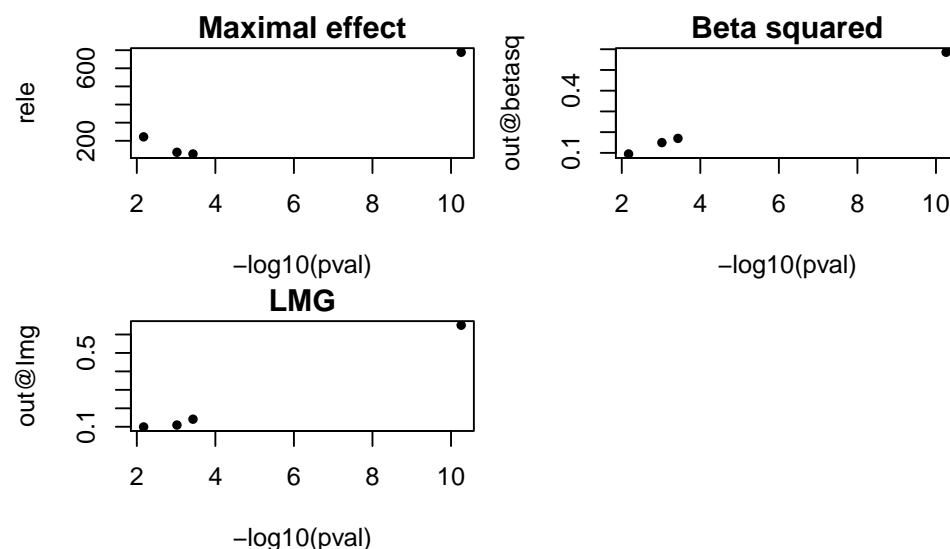 Maximal effect
rele
200
600
2 4 6 8 10
−log10(pval)
Beta squared
out@betasq
0.1
0.4
2 4 6 8 10
−log10(pval)
LMG
out@lmg
0.1
0.5
2 4 6 8 10
−log10(pval)